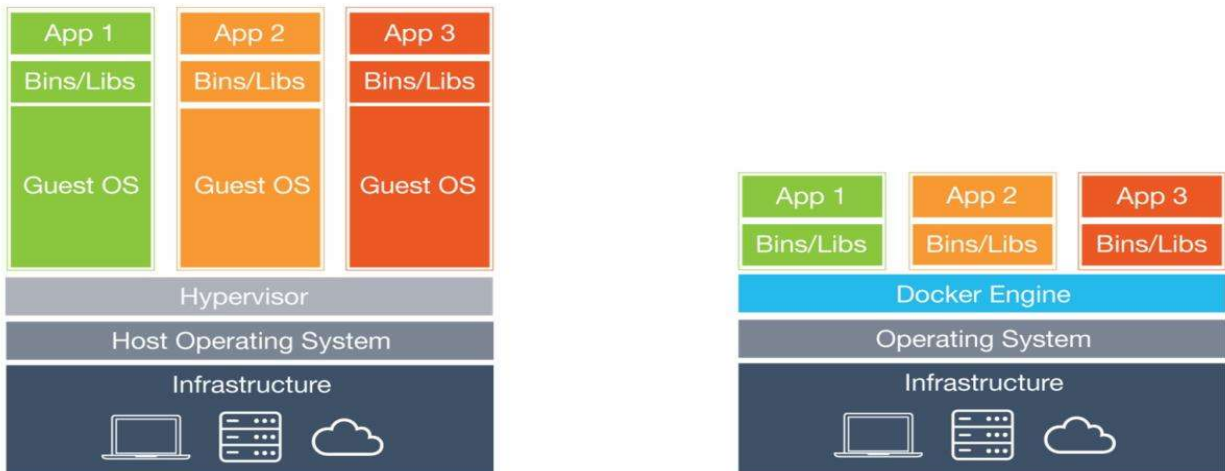 App 1
App 2
App 3
Bins/Libs
Bins/Libs
Bins/Libs
Guest OS
Guest OS
Guest OS
Hypervisor
Host Operating System
Infrastructure
App 1
App 2
App 3
Bins/Libs
Bins/Libs
Bins/Libs
Docker Engine
Operating System
Infrastructure